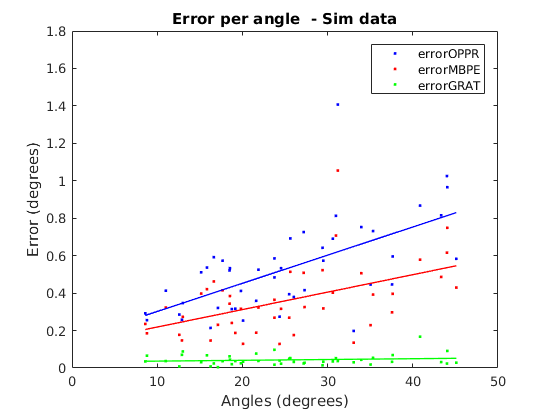 Error per angle - Sim data
1.8
1.6
1.4
1.2
1
0.8
0.6
0.4
0.2
0
Error (degrees)
errorOPPR
errorMBPE
errorGRAT
0 10 20 30 40 50
Angles (degrees)